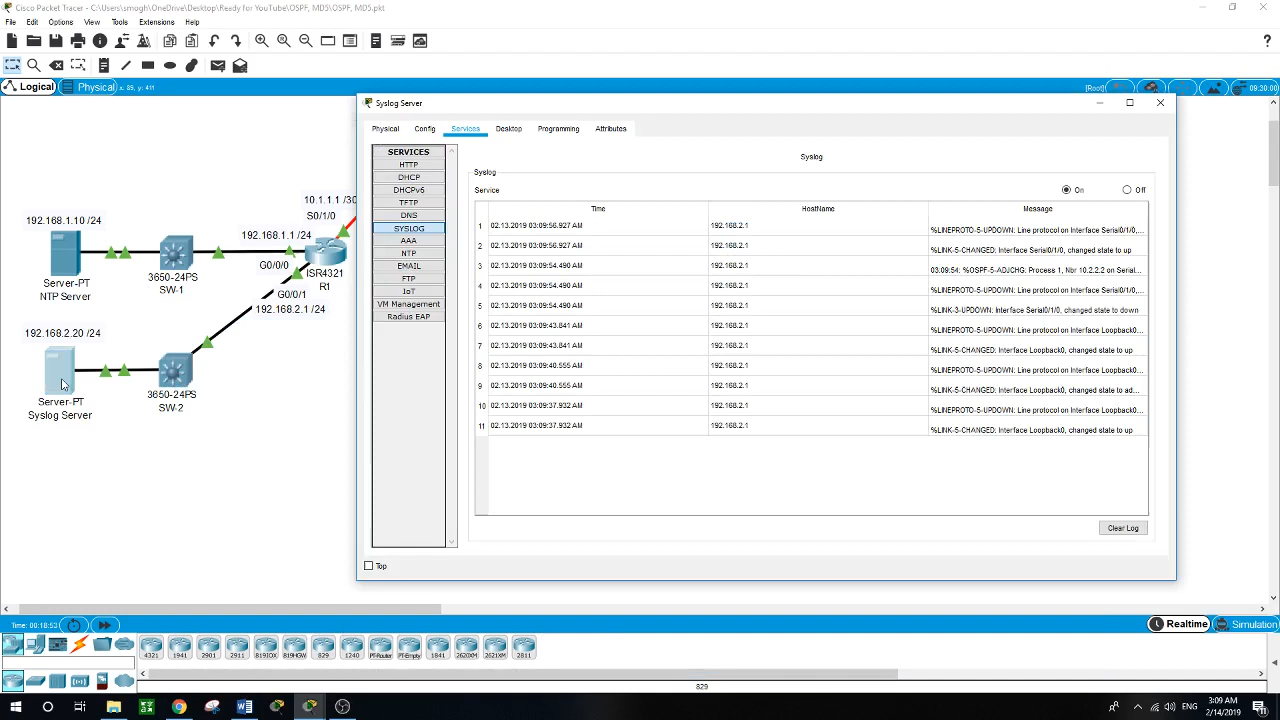 Cisco Packet Tracer - C:\Users\smogh\OneDrive\Desktop\Ready for YouTube\OSPF, MD5\OSPF, MD5.pkt
File Edit Options View Tools Extensions Help
Logical Physical x: 89, y: 411 [Root] 09:30:00
Syslog Server
Physical Config Services Desktop Programming Attributes
SERVICES
HTTP
DHCP
DHCPv6
TFTP
DNS
SYSLOG
AAA
NTP
EMAIL
FTP
IoT
VM Management
Radius EAP
Syslog
Syslog
Service On Off
Time HostName Message
1 02.13.2019 03:09:56.927 AM 192.168.2.1 %LINEPROTO-5-UPDOWN: Line protocol on Interface Serial0/1/0,...
2 02.13.2019 03:09:56.927 AM 192.168.2.1 %LINK-5-CHANGED: Interface Serial0/1/0, changed state to up
3 02.13.2019 03:09:54.490 AM 192.168.2.1 03:09:54: %OSPF-5-ADJCHG: Process 1, Nbr 10.2.2.2 on Serial...
4 02.13.2019 03:09:54.490 AM 192.168.2.1 %LINEPROTO-5-UPDOWN: Line protocol on Interface Serial0/1/0,...
5 02.13.2019 03:09:54.490 AM 192.168.2.1 %LINK-3-UPDOWN: Interface Serial0/1/0, changed state to down
6 02.13.2019 03:09:43.841 AM 192.168.2.1 %LINEPROTO-5-UPDOWN: Line protocol on Interface Loopback0...
7 02.13.2019 03:09:43.841 AM 192.168.2.1 %LINK-5-CHANGED: Interface Loopback0, changed state to up
8 02.13.2019 03:09:40.555 AM 192.168.2.1 %LINEPROTO-5-UPDOWN: Line protocol on Interface Loopback0...
9 02.13.2019 03:09:40.555 AM 192.168.2.1 %LINK-5-CHANGED: Interface Loopback0, changed state to ad...
10 02.13.2019 03:09:37.932 AM 192.168.2.1 %LINEPROTO-5-UPDOWN: Line protocol on Interface Loopback0...
11 02.13.2019 03:09:37.932 AM 192.168.2.1 %LINK-5-CHANGED: Interface Loopback0, changed state to up
Clear Log
Top
10.1.1.1 /30
S0/1/0
192.168.1.10 /24
192.168.1.1 /24
G0/0/0
Server-PT
NTP Server
3650-24PS
SW-1
ISR4321
R1
G0/0/1
192.168.2.1 /24
192.168.2.20 /24
Server-PT
Syslog Server
3650-24PS
SW-2
Time: 00:18:53 Realtime Simulation
4321 1941 2901 2911 819IOX 819HGW 829 1240 PT-Router PT-Empty 1841 2620XM 2621XM 2811
829
ENG 3:09 AM
2/14/2019